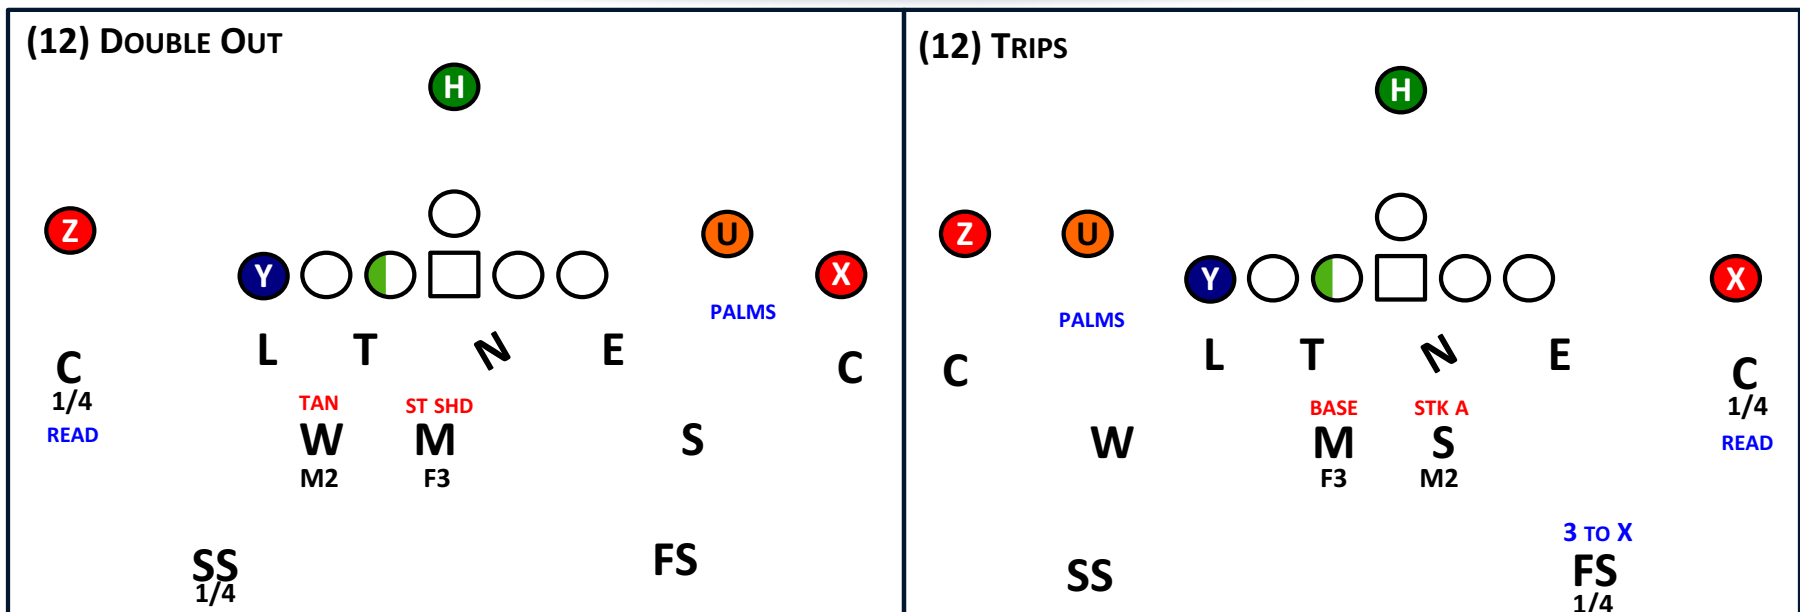 (12) DOUBLE OUT
H
Z
U
Y
X
PALMS
L T N E
C
C
1/4
TAN
ST SHD
READ
W
M
S
M2
F3
SS
FS
1/4
(12) TRIPS
H
Z
U
Y
X
PALMS
L T N E
C
C
BASE
STK A
1/4
W
M
S
READ
F3
M2
3 TO X
SS
FS
1/4